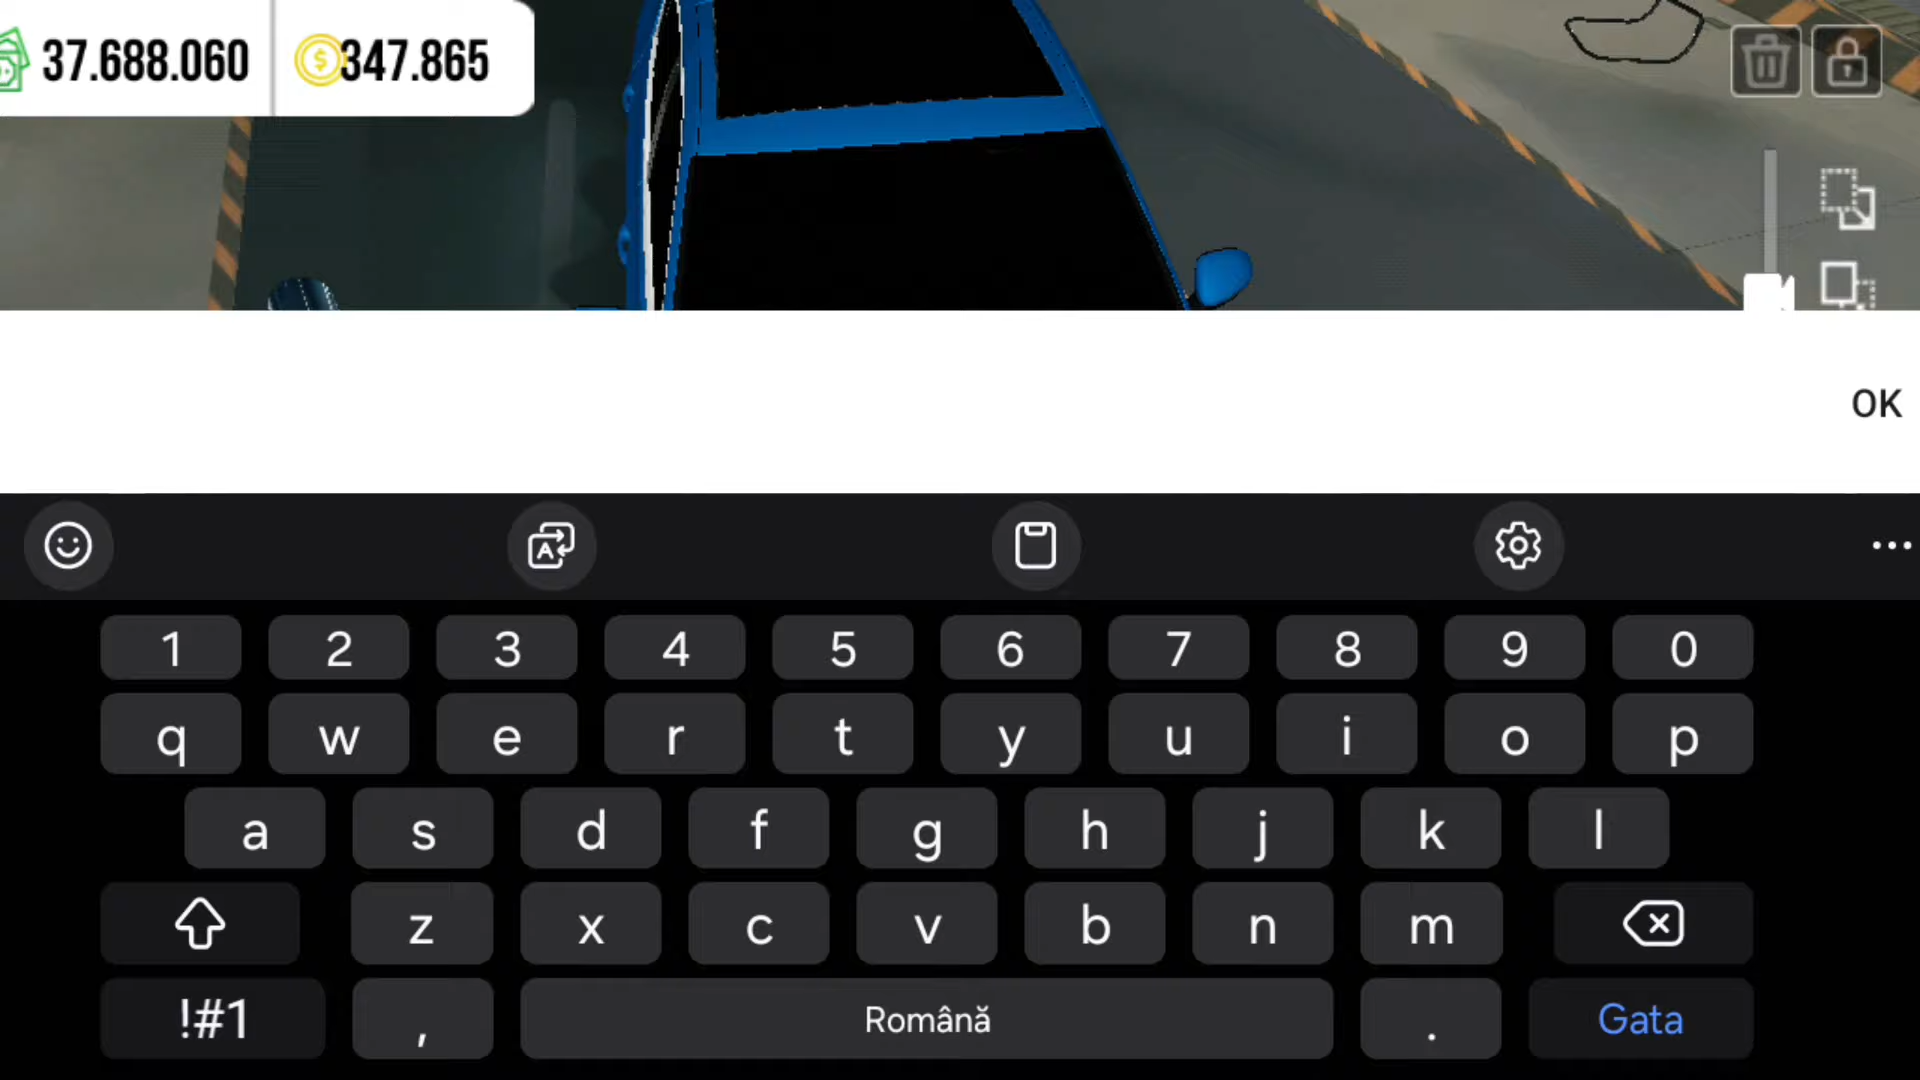 37.688.060 347.865
OK
1 2 3 4 5 6 7 8 9 0
q w e r t y u i o p
a s d f g h j k l
z x c v b n m
!#1 , Română . Gata